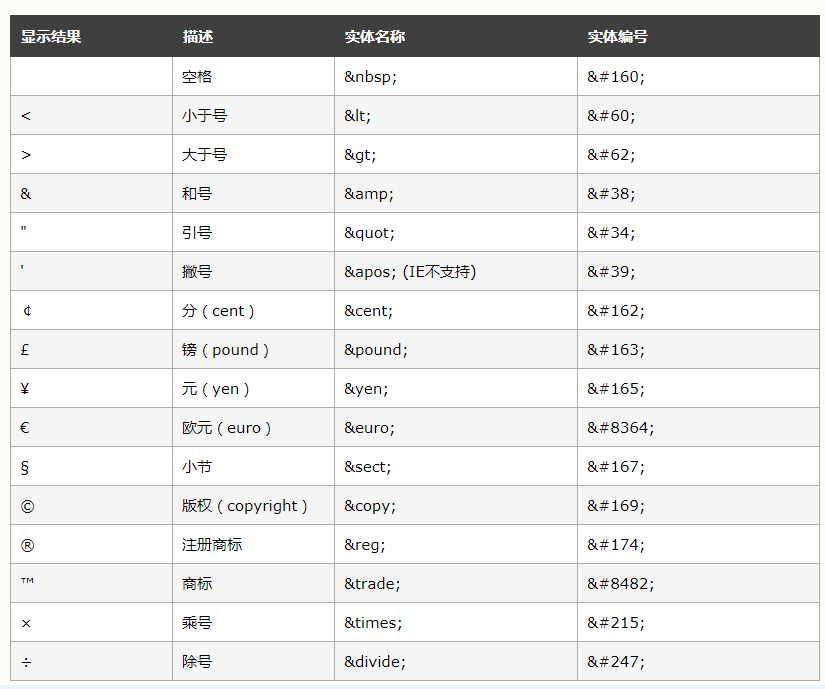 显示结果 描述 实体名称 实体编号
空格 &nbsp; &#160;
< 小于号 &lt; &#60;
> 大于号 &gt; &#62;
& 和号 &amp; &#38;
" 引号 &quot; &#34;
' 撇号 &apos; (IE不支持) &#39;
¢ 分（cent） &cent; &#162;
£ 镑（pound） &pound; &#163;
¥ 元（yen） &yen; &#165;
€ 欧元（euro） &euro; &#8364;
§ 小节 &sect; &#167;
© 版权（copyright） &copy; &#169;
® 注册商标 &reg; &#174;
™ 商标 &trade; &#8482;
× 乘号 &times; &#215;
÷ 除号 &divide; &#247;